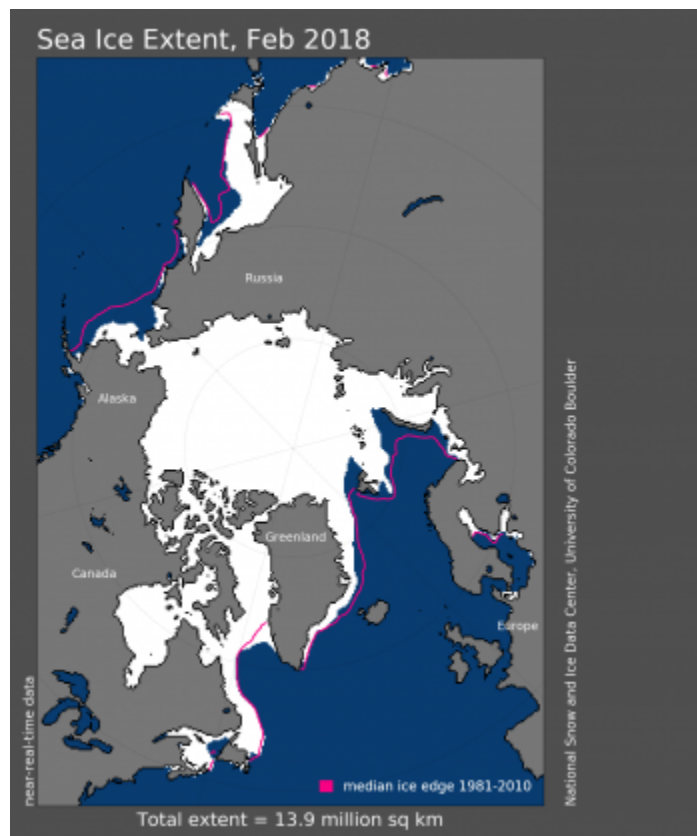 Sea Ice Extent, Feb 2018
Russia
Alaska
Greenland
Canada
Europe
near-real-time data
median ice edge 1981-2010
National Snow and Ice Data Center, University of Colorado Boulder
Total extent = 13.9 million sq km